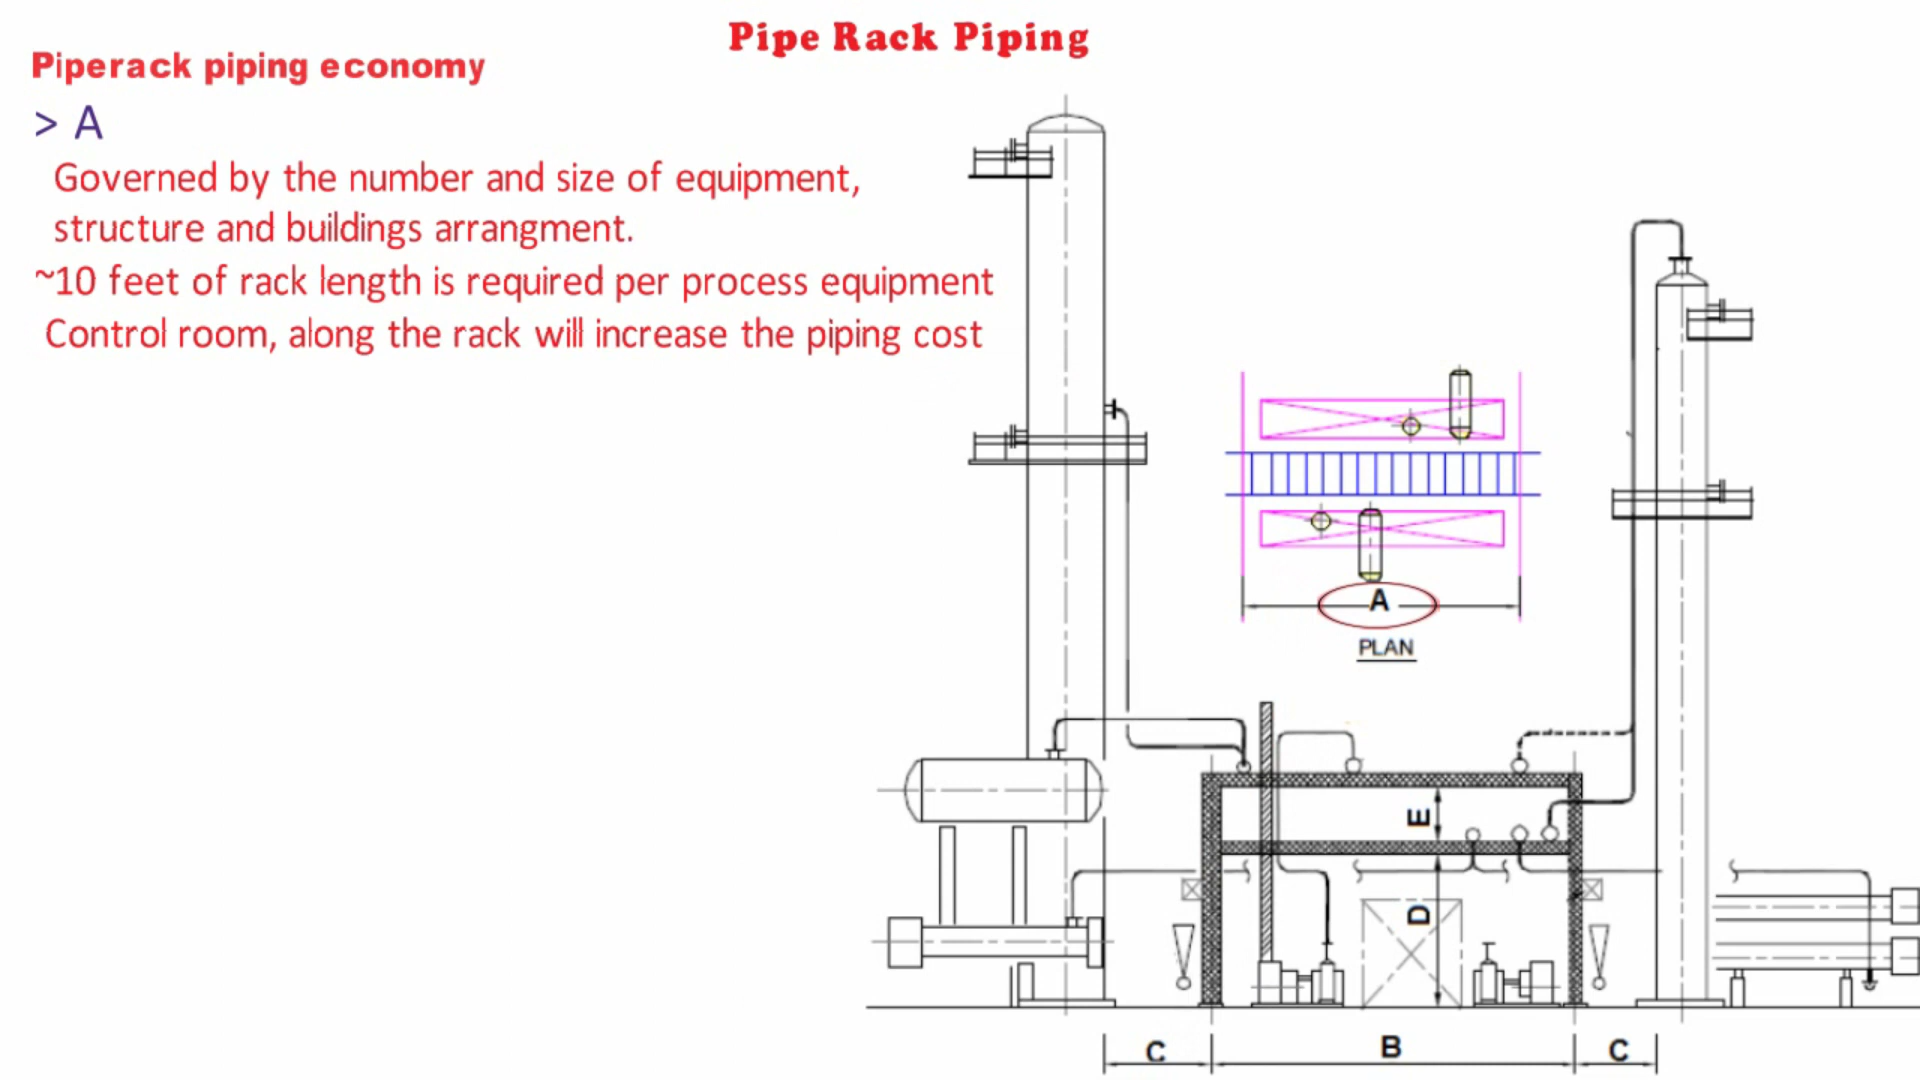 Pipe Rack Piping
Piperack piping economy
> A
Governed by the number and size of equipment,
structure and buildings arrangment.
~10 feet of rack length is required per process equipment
Control room, along the rack will increase the piping cost
A
PLAN
E
D
C
B
C